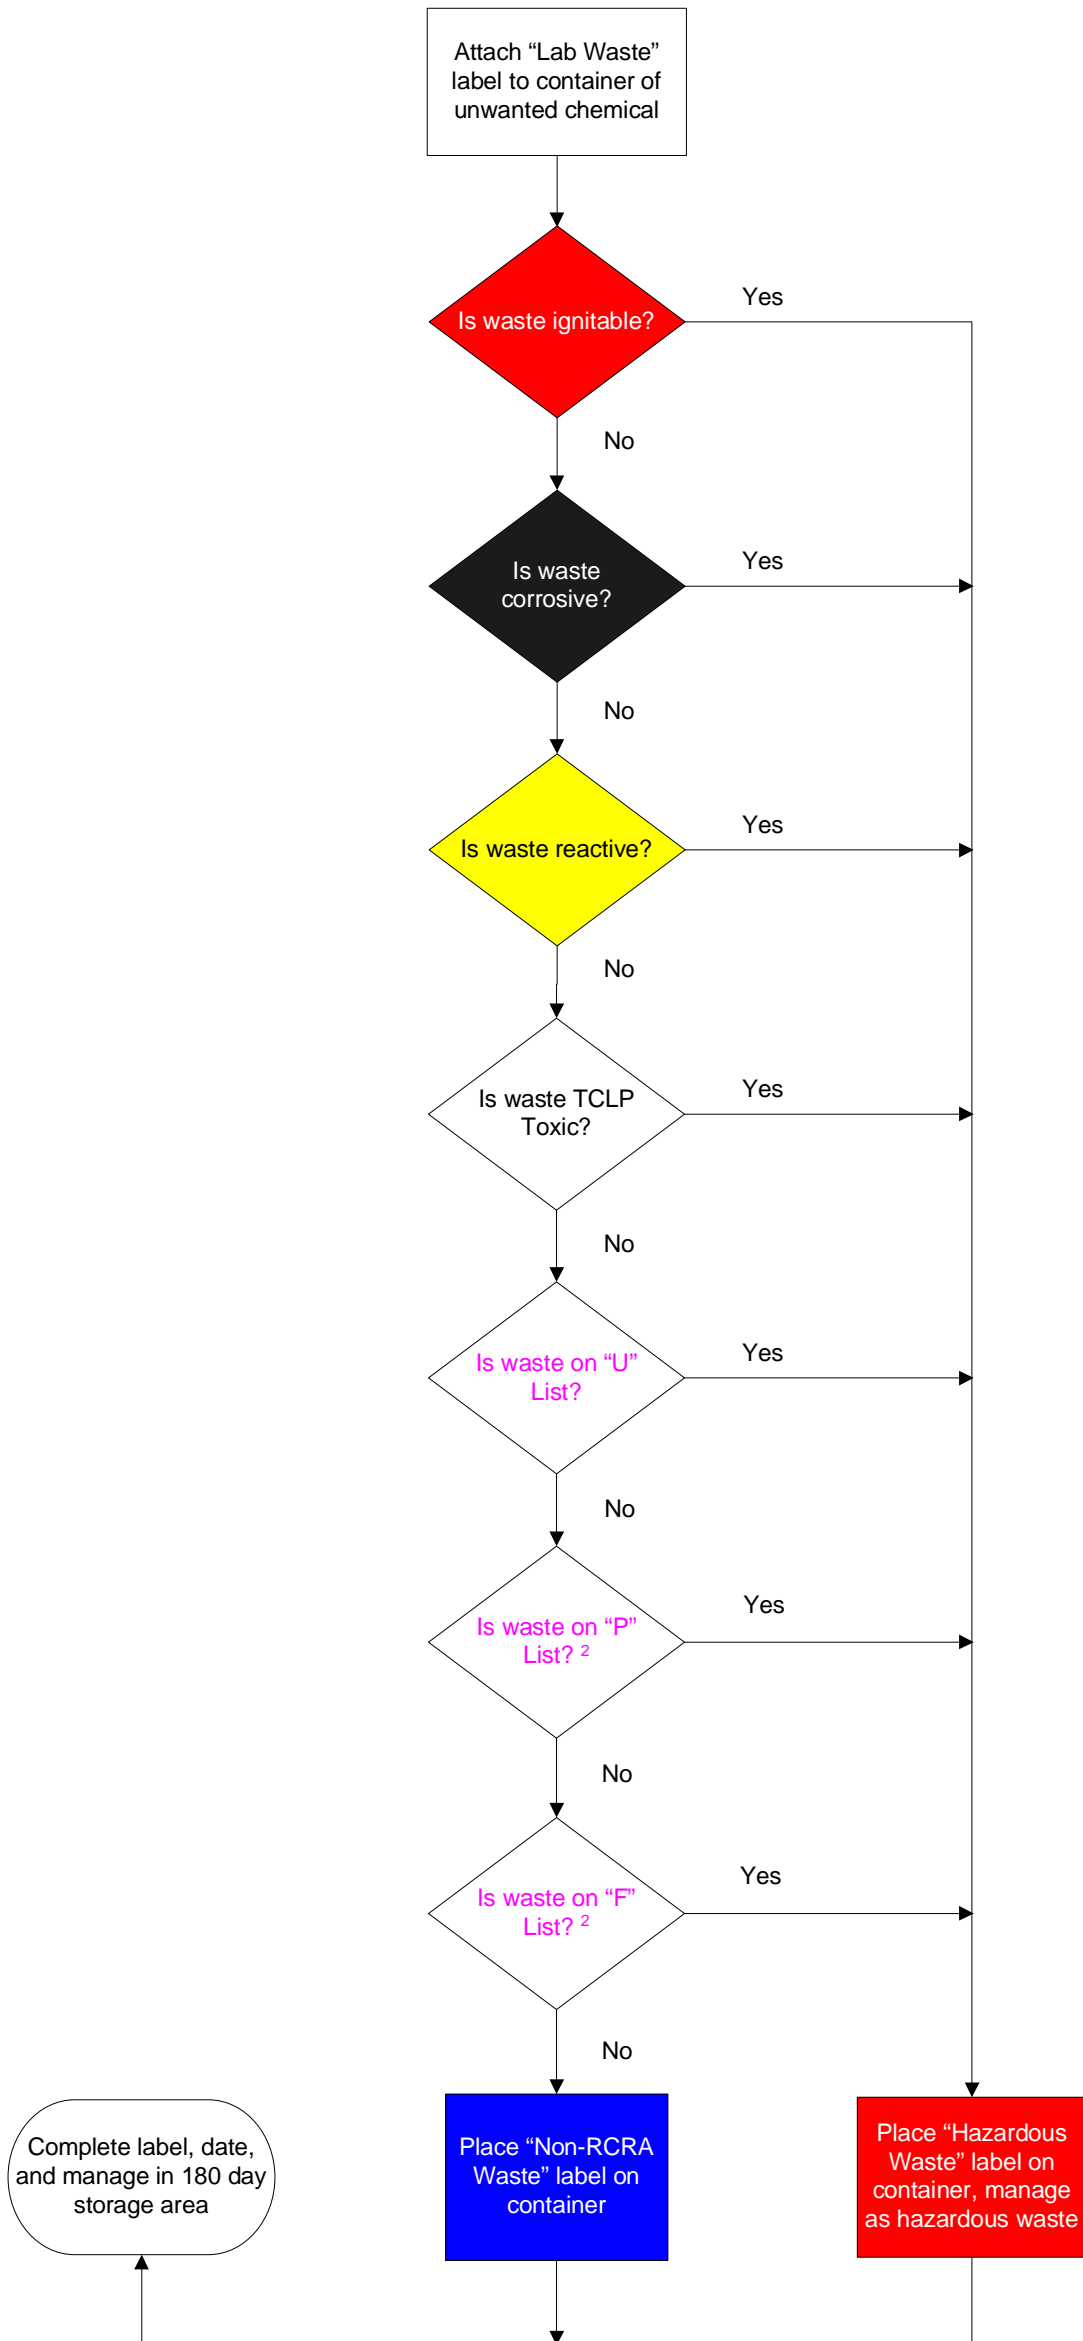 Attach “Lab Waste”
label to container of
unwanted chemical
Is waste ignitable?
Yes
No
Is waste
corrosive?
Yes
No
Is waste reactive?
Yes
No
Is waste TCLP
Toxic?
Yes
No
Is waste on “U”
List?
Yes
No
Is waste on “P”
List? ²
Yes
No
Is waste on “F”
List? ²
Yes
No
Complete label, date,
and manage in 180 day
storage area
Place “Non-RCRA
Waste” label on
container
Place “Hazardous
Waste” label on
container, manage
as hazardous waste